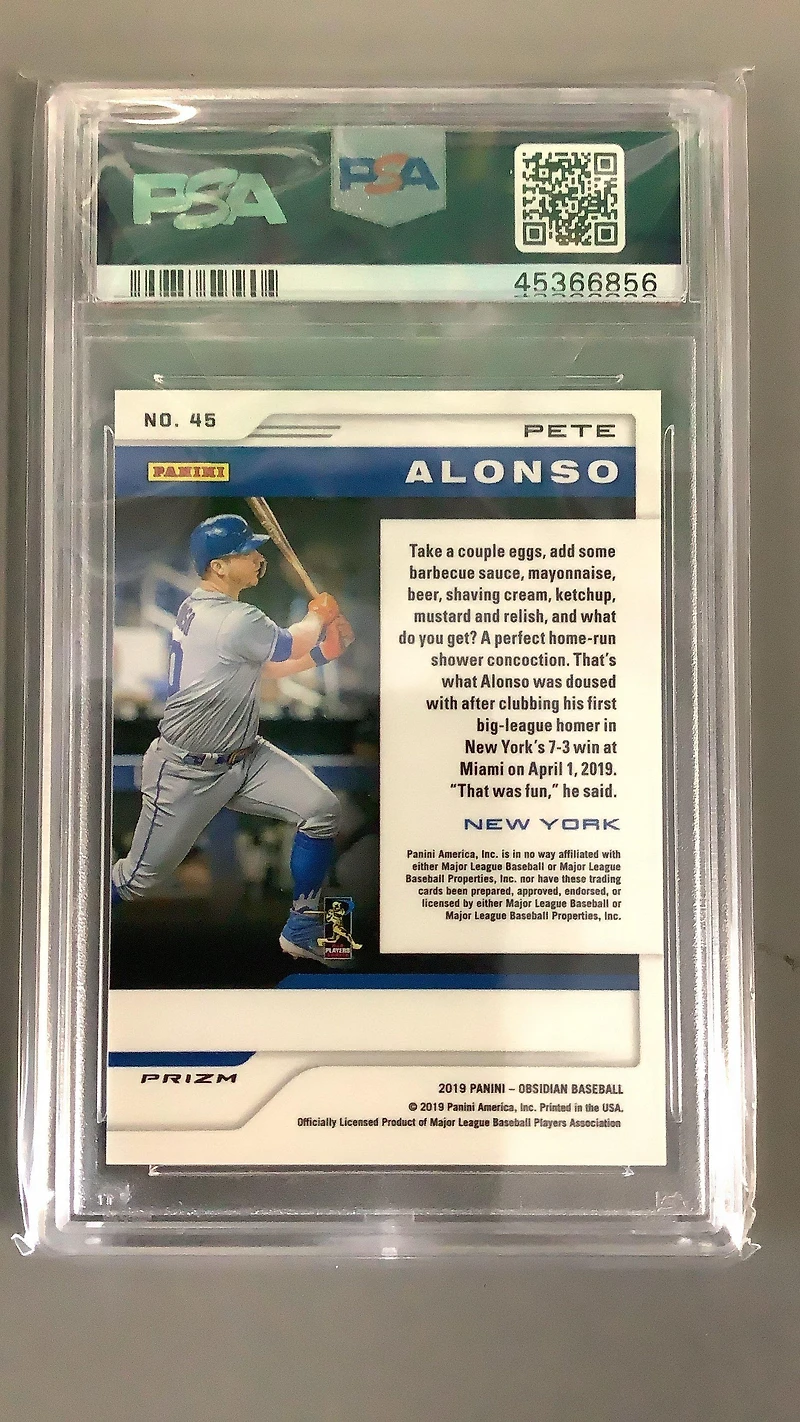 PSA
PSA
45366856
NO. 45
PETE
PANINI
ALONSO
Take a couple eggs, add some
barbecue sauce, mayonnaise,
beer, shaving cream, ketchup,
mustard and relish, and what
do you get? A perfect home-run
shower concoction. That's
what Alonso was doused
with after clubbing his first
big-league homer in
New York's 7-3 win at
Miami on April 1, 2019.
"That was fun," he said.
NEW YORK
Panini America, Inc. is in no way affiliated with
either Major League Baseball or Major League
Baseball Properties, Inc. nor have these trading
cards been prepared, approved, endorsed, or
licensed by either Major League Baseball or
Major League Baseball Properties, Inc.
PLAYERS
PRIZM
2019 PANINI – OBSIDIAN BASEBALL
© 2019 Panini America, Inc. Printed in the USA.
Officially Licensed Product of Major League Baseball Players Association